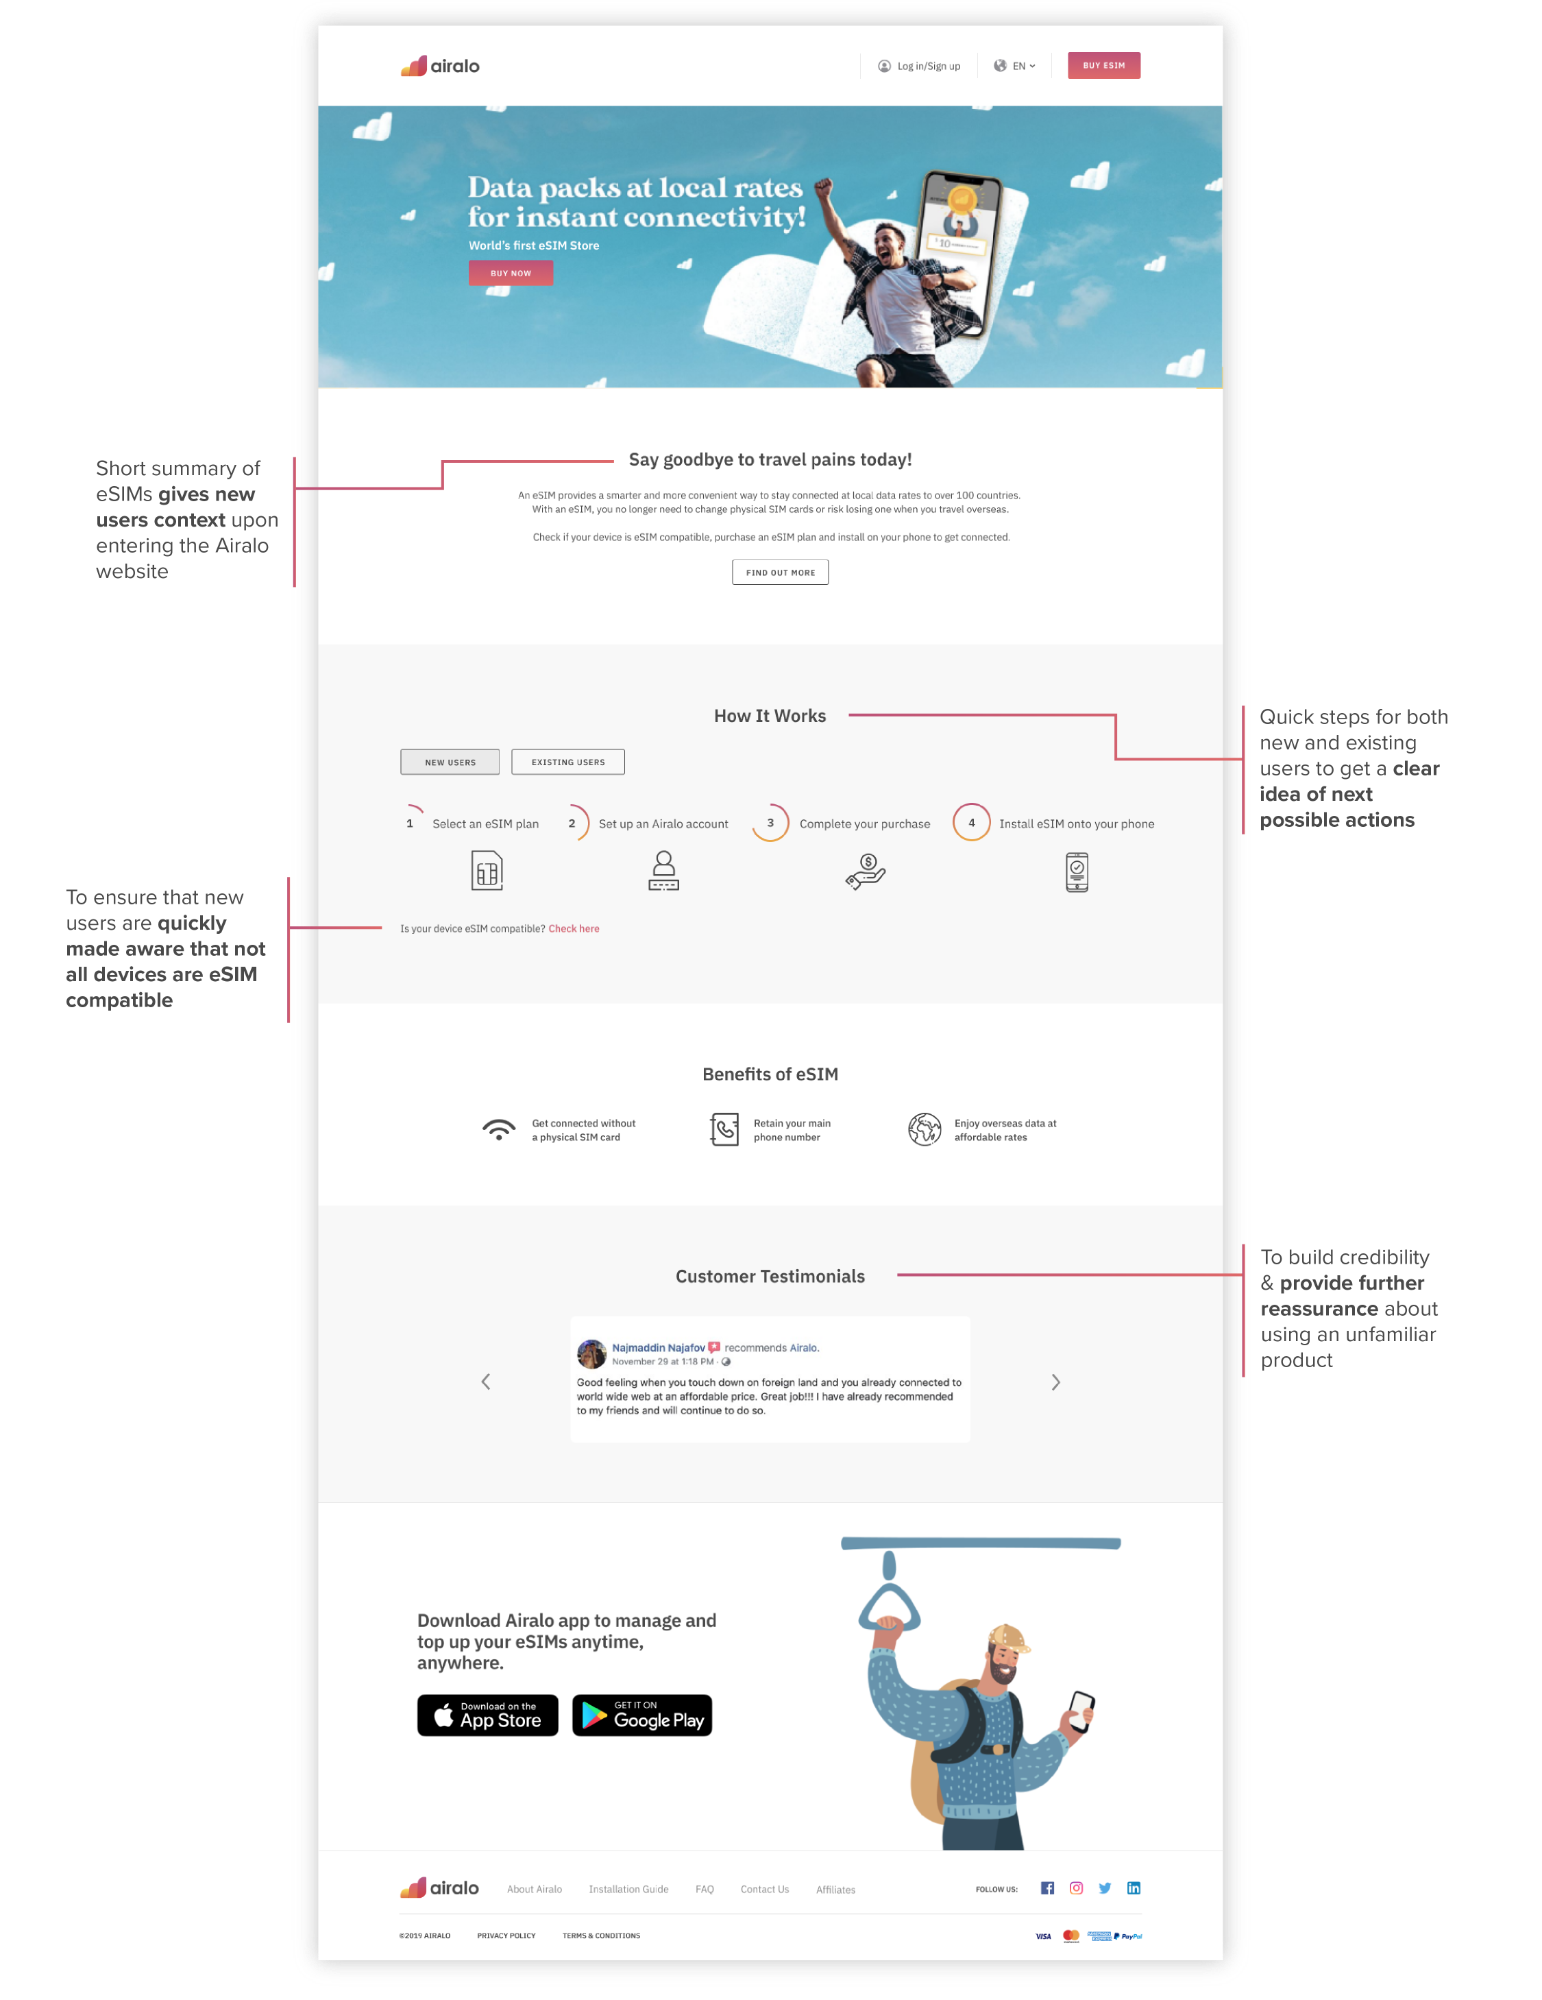 airalo
Log in/Sign up
EN
BUY ESIM
Data packs at local rates
for instant connectivity!
World's first eSIM Store
BUY NOW
Short summary of
eSIMs gives new
users context upon
entering the Airalo
website
Say goodbye to travel pains today!
An eSIM provides a smarter and more convenient way to stay connected at local data rates to over 100 countries.
With an eSIM, you no longer need to change physical SIM cards or risk losing one when you travel overseas.
Check if your device is eSIM compatible, purchase an eSIM plan and install on your phone to get connected.
FIND OUT MORE
How It Works
Quick steps for both
new and existing
users to get a clear
idea of next
possible actions
NEW USERS
EXISTING USERS
1 Select an eSIM plan
2 Set up an Airalo account
3 Complete your purchase
4 Install eSIM onto your phone
To ensure that new
users are quickly
made aware that not
all devices are eSIM
compatible
Is your device eSIM compatible? Check here
Benefits of eSIM
Get connected without
a physical SIM card
Retain your main
phone number
Enjoy overseas data at
affordable rates
Customer Testimonials
To build credibility
& provide further
reassurance about
using an unfamiliar
product
Najmaddin Najafov recommends Airalo.
November 29 at 1:18 PM ·
Good feeling when you touch down on foreign land and you already connected to
world wide web at an affordable price. Great job!!! I have already recommended
to my friends and will continue to do so.
Download Airalo app to manage and
top up your eSIMs anytime,
anywhere.
Download on the
App Store
GET IT ON
Google Play
airalo
About Airalo
Installation Guide
FAQ
Contact Us
Affiliates
FOLLOW US:
©2019 AIRALO
PRIVACY POLICY
TERMS & CONDITIONS
VISA
PayPal